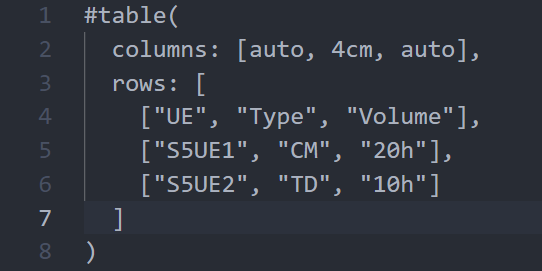 1 #table(
2   columns: [auto, 4cm, auto],
3   rows: [
4     ["UE", "Type", "Volume"],
5     ["S5UE1", "CM", "20h"],
6     ["S5UE2", "TD", "10h"]
7   ]
8 )